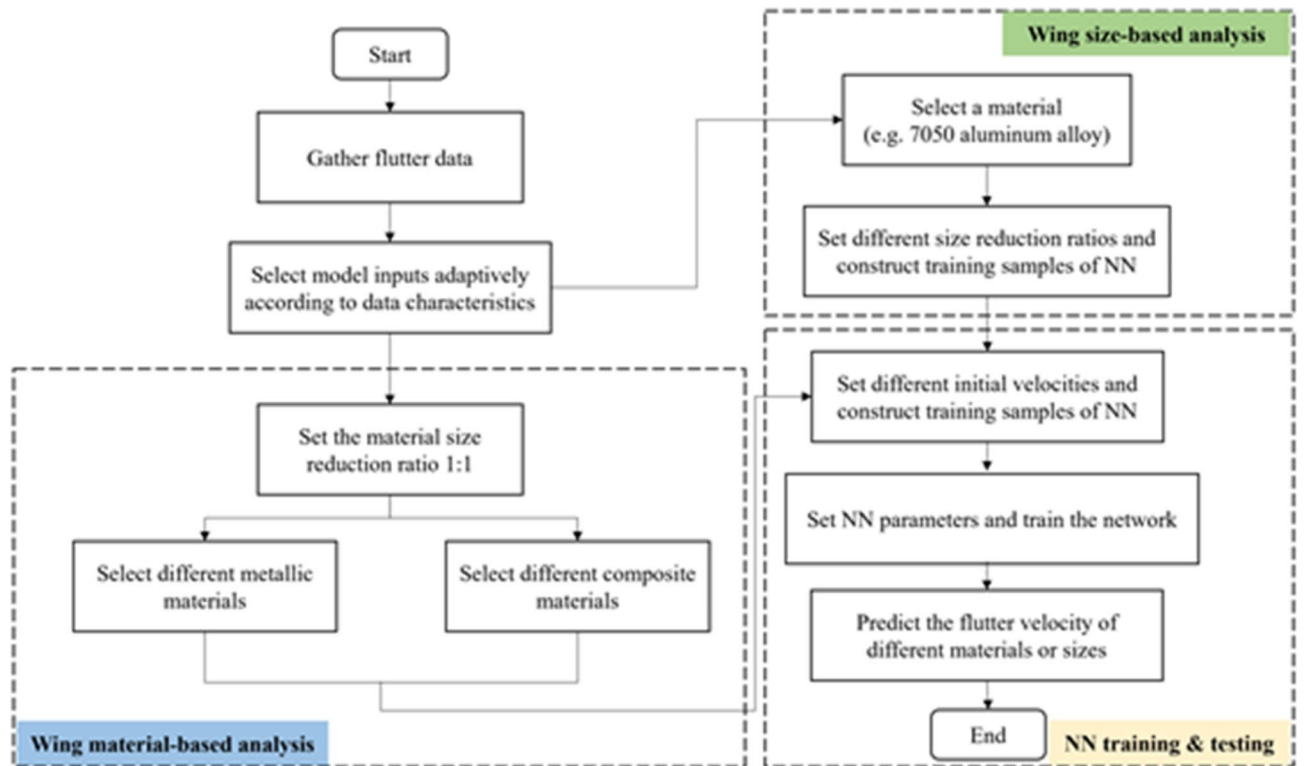 Start
Gather flutter data
Select model inputs adaptively
according to data characteristics
Wing size-based analysis
Select a material
(e.g. 7050 aluminum alloy)
Set different size reduction ratios and
construct training samples of NN
Set the material size
reduction ratio 1:1
Select different metallic
materials
Select different composite
materials
Wing material-based analysis
Set different initial velocities and
construct training samples of NN
Set NN parameters and train the network
Predict the flutter velocity of
different materials or sizes
End
NN training & testing